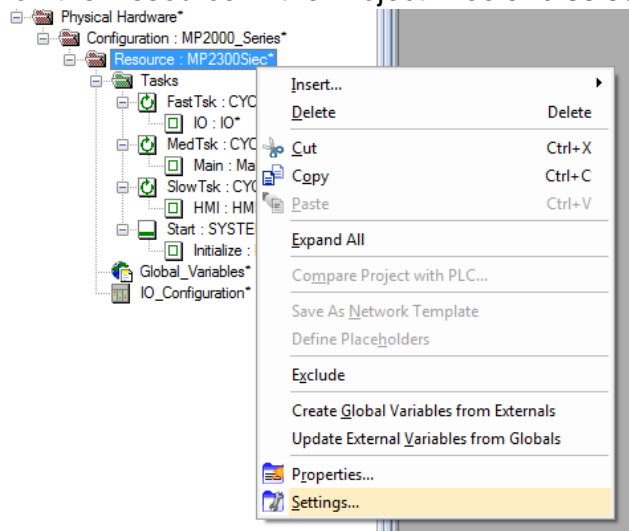 Physical Hardware*
Configuration : MP2000_Series*
Resource : MP2300Siec*
Tasks
FastTsk : CYC
IO : IO*
MedTsk : CYC
Main : Ma
SlowTsk : CYC
HMI : HM
Start : SYSTE
Initialize :
Global_Variables*
IO_Configuration*
Insert...
Delete Delete
Cut Ctrl+X
Copy Ctrl+C
Paste Ctrl+V
Expand All
Compare Project with PLC...
Save As Network Template
Define Placeholders
Exclude
Create Global Variables from Externals
Update External Variables from Globals
Properties...
Settings...